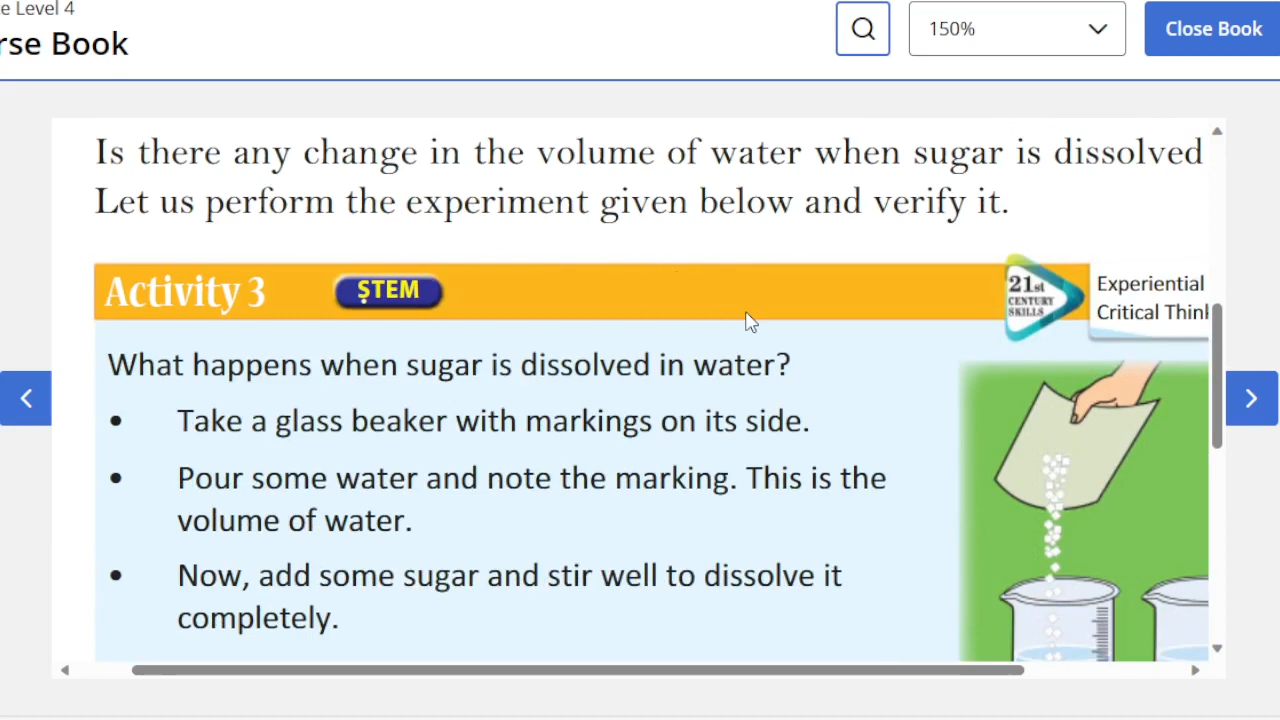 e Level 4
rse Book
150%
Close Book
Is there any change in the volume of water when sugar is dissolved
Let us perform the experiment given below and verify it.
Activity 3
STEM
21st
CENTURY
SKILLS
Experiential
Critical Think
What happens when sugar is dissolved in water?
• Take a glass beaker with markings on its side.
• Pour some water and note the marking. This is the
volume of water.
• Now, add some sugar and stir well to dissolve it
completely.